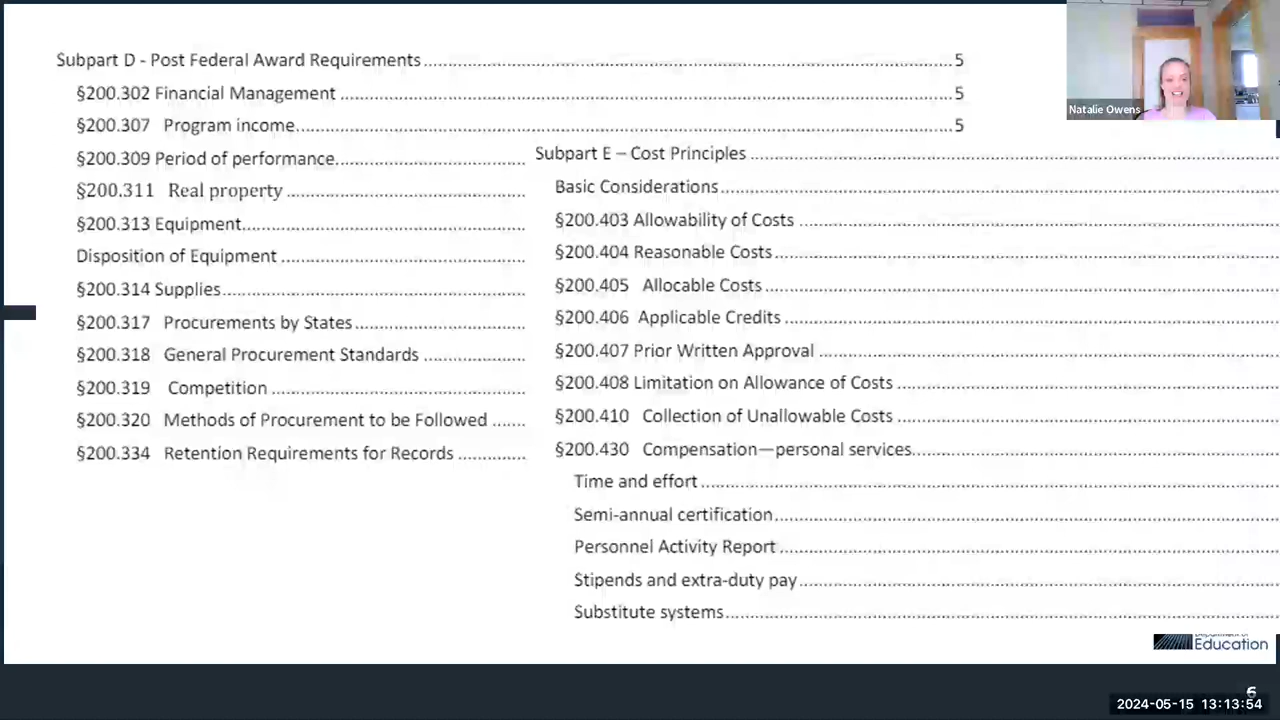 Subpart D - Post Federal Award Requirements 5
§200.302 Financial Management 5
§200.307 Program income 5
§200.309 Period of performance
§200.311 Real property
§200.313 Equipment
Disposition of Equipment
§200.314 Supplies
§200.317 Procurements by States
§200.318 General Procurement Standards
§200.319 Competition
§200.320 Methods of Procurement to be Followed
§200.334 Retention Requirements for Records
Subpart E – Cost Principles
Basic Considerations
§200.403 Allowability of Costs
§200.404 Reasonable Costs
§200.405 Allocable Costs
§200.406 Applicable Credits
§200.407 Prior Written Approval
§200.408 Limitation on Allowance of Costs
§200.410 Collection of Unallowable Costs
§200.430 Compensation—personal services
Time and effort
Semi-annual certification
Personnel Activity Report
Stipends and extra-duty pay
Substitute systems
Natalie Owens
Education
6
2024-05-15 13:13:54